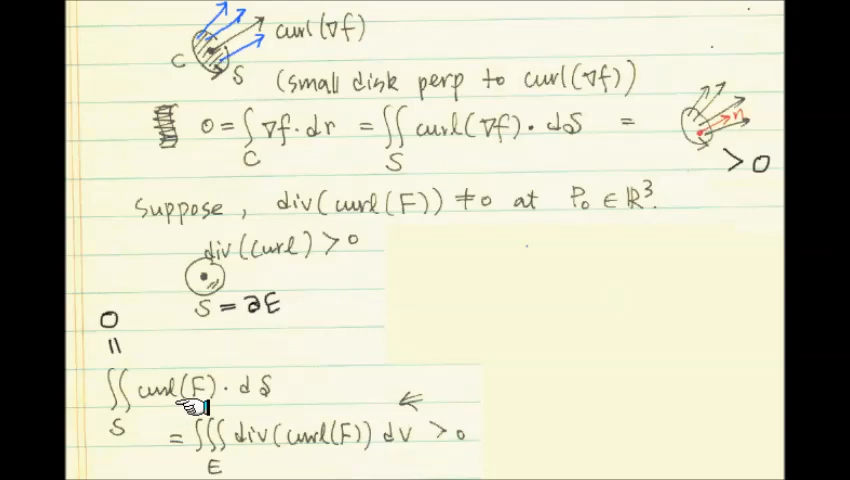 curl(∇f)
C S
(small disk perp to curl(∇f))
0 = ∫ ∇f · dr = ∬ curl(∇f) · dS = n
C S > 0
Suppose, div(curl(F)) ≠ 0 at P₀ ∈ ℝ³.
div(curl) > 0
S = ∂E
0
=
∬ curl(F) · dS
S
= ∭ div(curl(F)) dV > 0
E